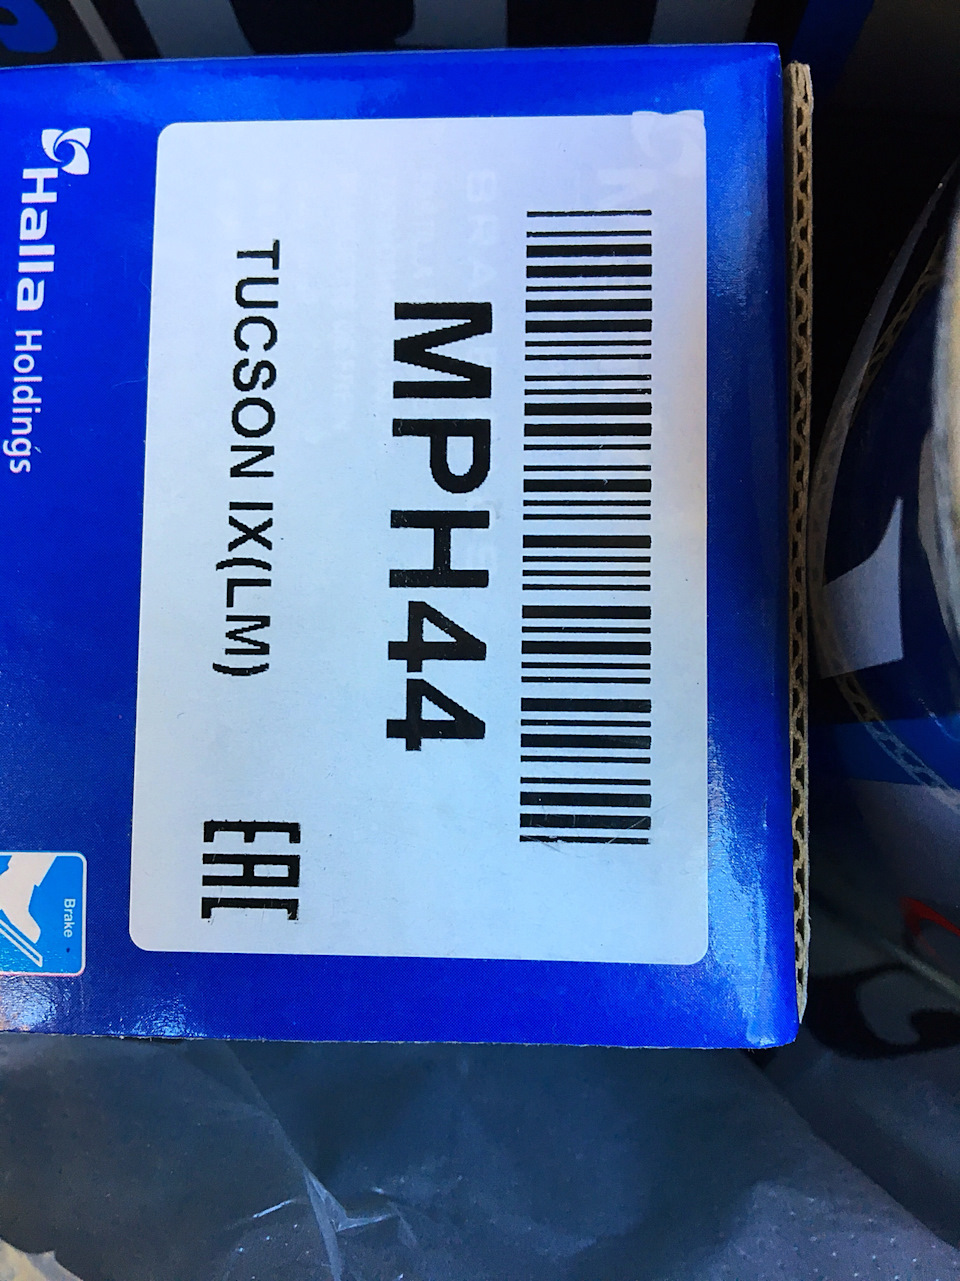 MPH44
TUCSON IX(LM)
EAC
Halla Holdings
Brake